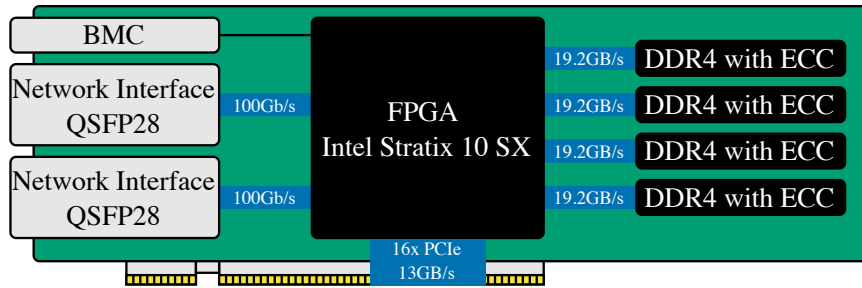 BMC
Network Interface
QSFP28
100Gb/s
Network Interface
QSFP28
100Gb/s
FPGA
Intel Stratix 10 SX
19.2GB/s
DDR4 with ECC
19.2GB/s
DDR4 with ECC
19.2GB/s
DDR4 with ECC
19.2GB/s
DDR4 with ECC
16x PCIe
13GB/s